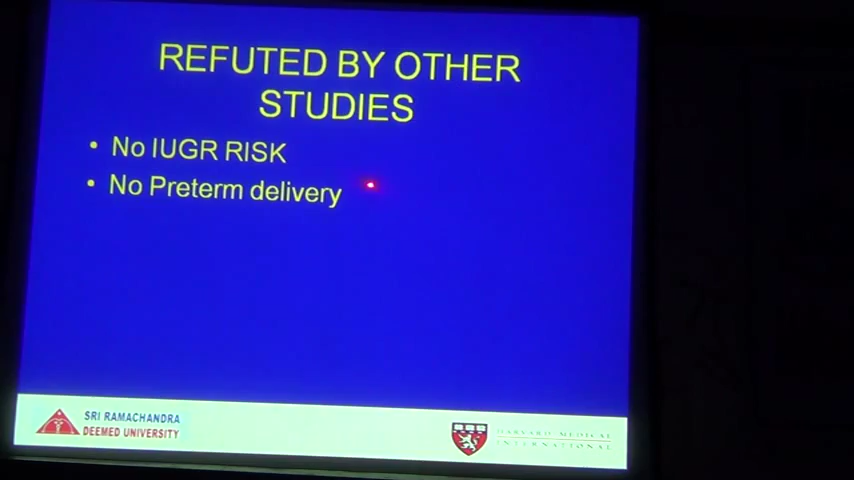 REFUTED BY OTHER
STUDIES
• No IUGR RISK
• No Preterm delivery
SRI RAMACHANDRA
DEEMED UNIVERSITY
HARVARD MEDICAL
INTERNATIONAL